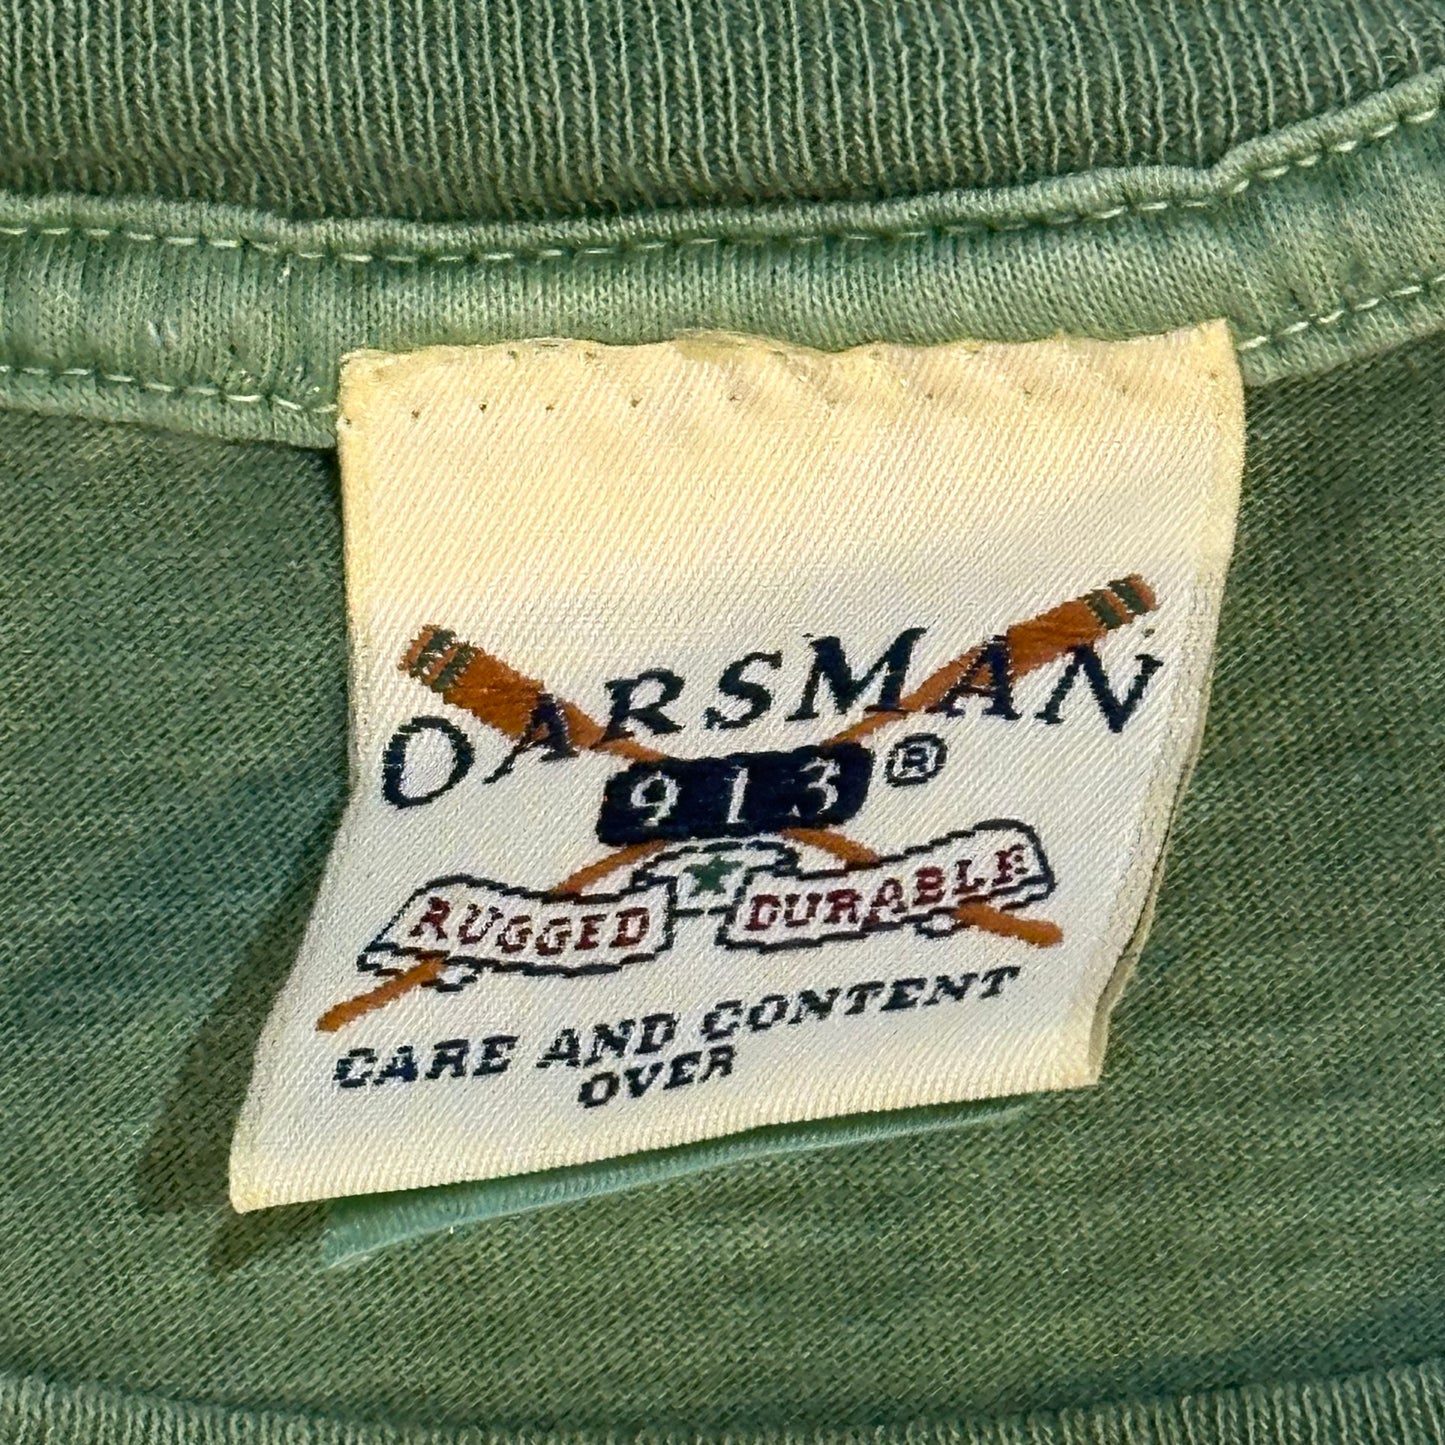 OARSMAN
913 ®
RUGGED DURABLE
CARE AND CONTENT
OVER